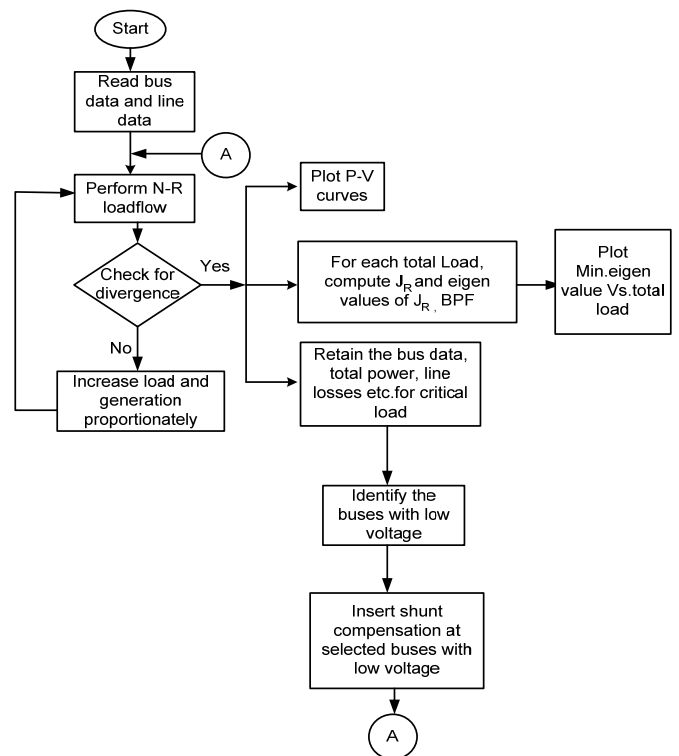 Start
Read bus
data and line
data
A
Perform N-R
loadflow
Check for
divergence
Yes
No
Increase load and
generation
proportionately
Plot P-V
curves
For each total Load,
compute J_R and eigen
values of J_R , BPF
Plot
Min.eigen
value Vs.total
load
Retain the bus data,
total power, line
losses etc.for critical
load
Identify the
buses with low
voltage
Insert shunt
compensation at
selected buses with
low voltage
A